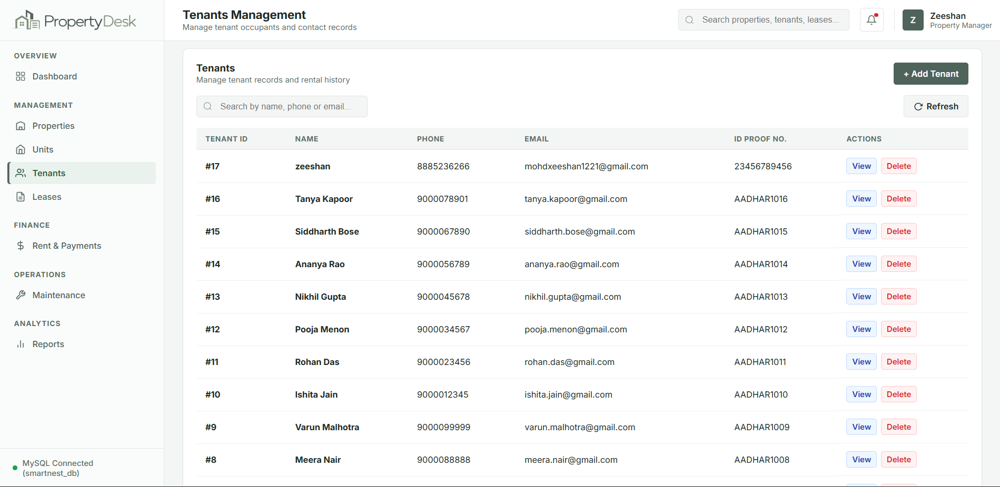 PropertyDesk
OVERVIEW
Dashboard
MANAGEMENT
Properties
Units
Tenants
Leases
FINANCE
Rent & Payments
OPERATIONS
Maintenance
ANALYTICS
Reports
MySQL Connected
(smartnest_db)
Tenants Management
Manage tenant occupants and contact records
Search properties, tenants, leases...
Z
Zeeshan
Property Manager
Tenants
Manage tenant records and rental history
+ Add Tenant
Search by name, phone or email...
Refresh
TENANT ID NAME PHONE EMAIL ID PROOF NO. ACTIONS
#17 zeeshan 8885236266 mohdxeeshan1221@gmail.com 23456789456 View Delete
#16 Tanya Kapoor 9000078901 tanya.kapoor@gmail.com AADHAR1016 View Delete
#15 Siddharth Bose 9000067890 siddharth.bose@gmail.com AADHAR1015 View Delete
#14 Ananya Rao 9000056789 ananya.rao@gmail.com AADHAR1014 View Delete
#13 Nikhil Gupta 9000045678 nikhil.gupta@gmail.com AADHAR1013 View Delete
#12 Pooja Menon 9000034567 pooja.menon@gmail.com AADHAR1012 View Delete
#11 Rohan Das 9000023456 rohan.das@gmail.com AADHAR1011 View Delete
#10 Ishita Jain 9000012345 ishita.jain@gmail.com AADHAR1010 View Delete
#9 Varun Malhotra 9000099999 varun.malhotra@gmail.com AADHAR1009 View Delete
#8 Meera Nair 9000088888 meera.nair@gmail.com AADHAR1008 View Delete